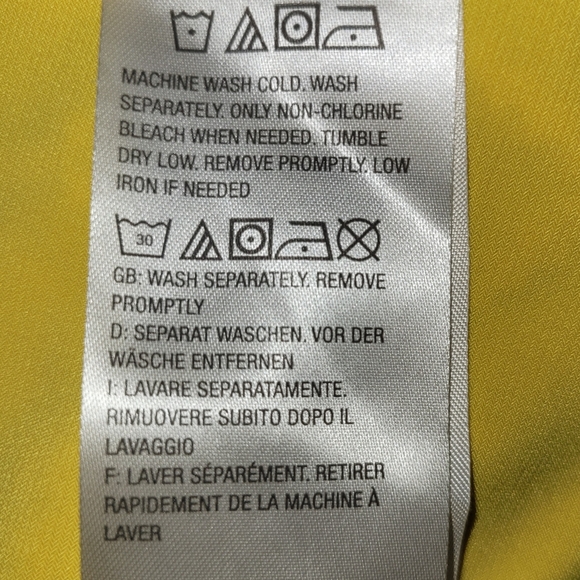 MACHINE WASH COLD. WASH
SEPARATELY. ONLY NON-CHLORINE
BLEACH WHEN NEEDED. TUMBLE
DRY LOW. REMOVE PROMPTLY. LOW
IRON IF NEEDED
30
GB: WASH SEPARATELY. REMOVE
PROMPTLY
D: SEPARAT WASCHEN. VOR DER
WÄSCHE ENTFERNEN
I: LAVARE SEPARATAMENTE.
RIMUOVERE SUBITO DOPO IL
LAVAGGIO
F: LAVER SÉPARÉMENT. RETIRER
RAPIDEMENT DE LA MACHINE À
LAVER